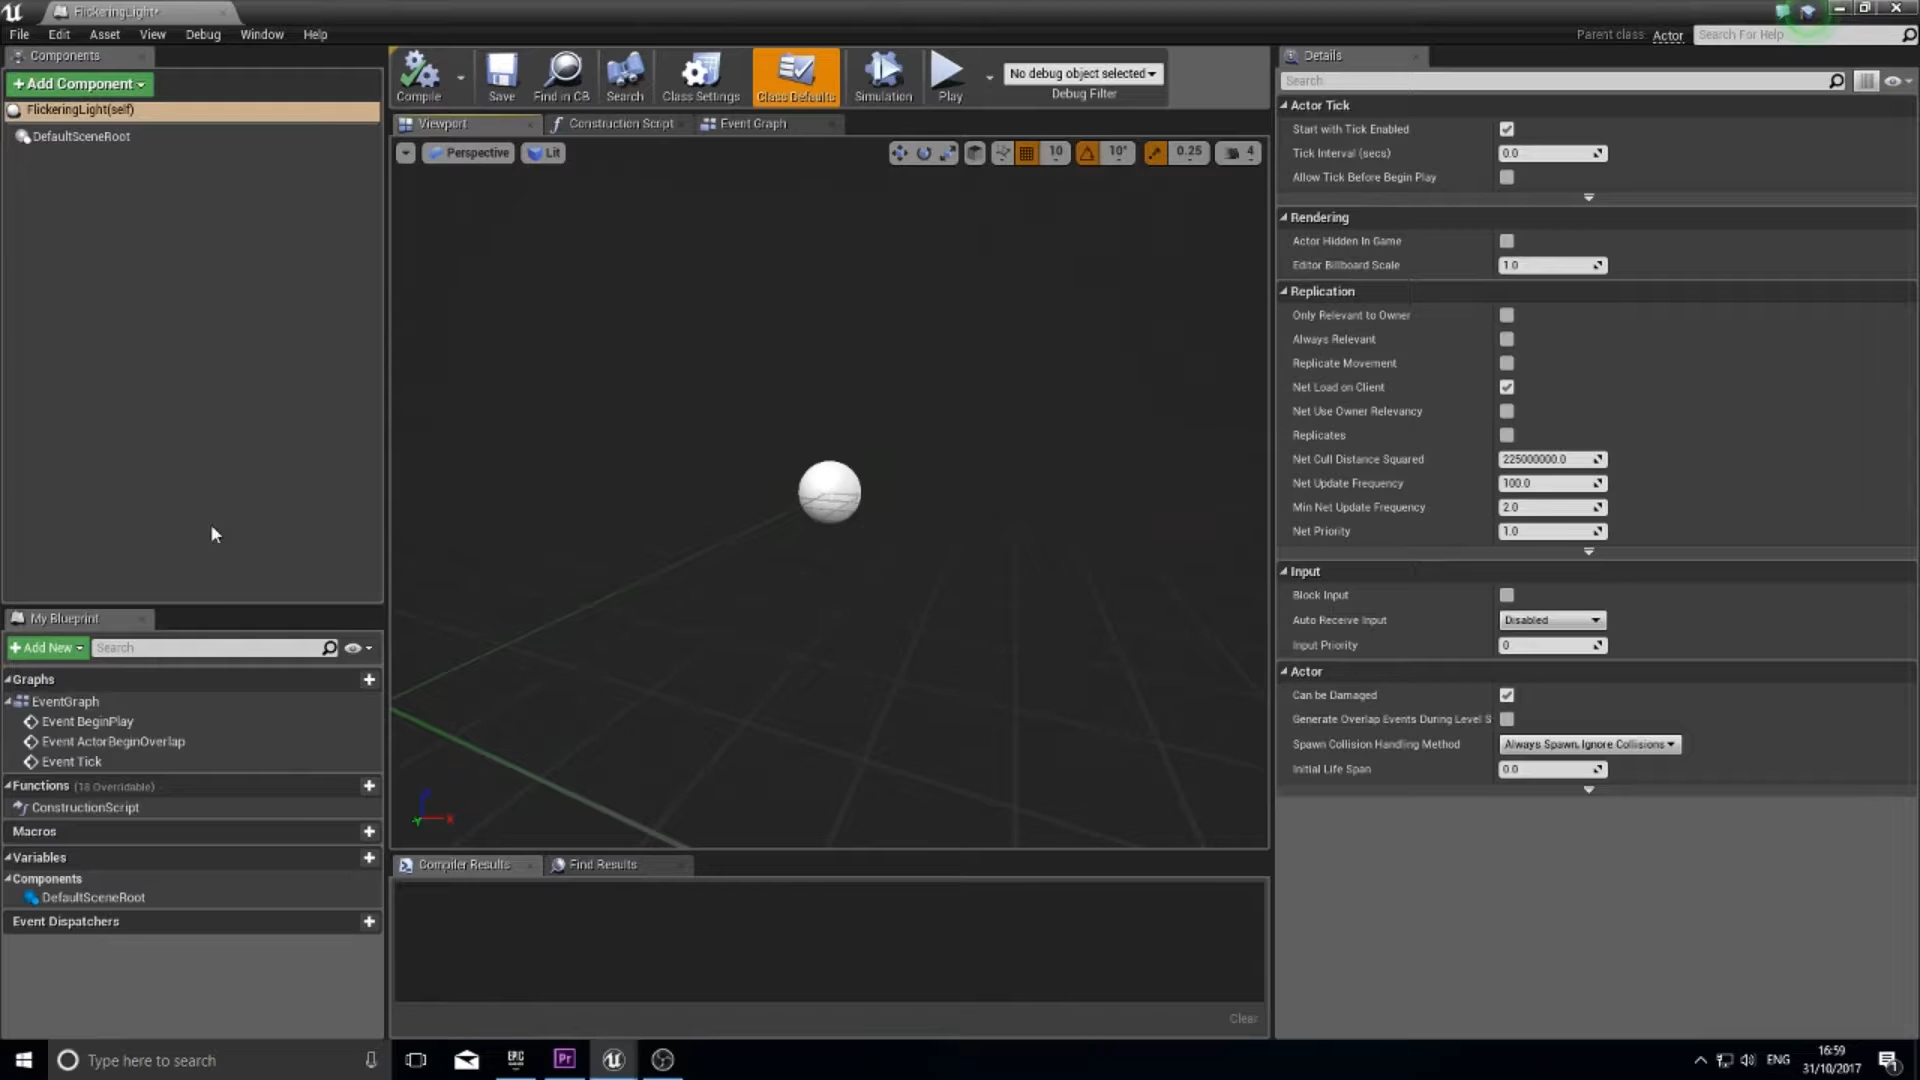 FlickeringLight*
File Edit Asset View Debug Window Help
Parent class: Actor
Search For Help
Components
+Add Component
FlickeringLight(self)
DefaultSceneRoot
Compile
Save
Find in CB
Search
Class Settings
Class Defaults
Simulation
Play
No debug object selected
Debug Filter
Viewport
Construction Script
Event Graph
Perspective
Lit
10
10°
0.25
4
X
My Blueprint
+Add New
Search
Graphs
EventGraph
Event BeginPlay
Event ActorBeginOverlap
Event Tick
Functions (18 Overridable)
ConstructionScript
Macros
Variables
Components
DefaultSceneRoot
Event Dispatchers
Compiler Results
Find Results
Clear
Details
Search
Actor Tick
Start with Tick Enabled
Tick Interval (secs) 0.0
Allow Tick Before Begin Play
Rendering
Actor Hidden In Game
Editor Billboard Scale 1.0
Replication
Only Relevant to Owner
Always Relevant
Replicate Movement
Net Load on Client
Net Use Owner Relevancy
Replicates
Net Cull Distance Squared 225000000.0
Net Update Frequency 100.0
Min Net Update Frequency 2.0
Net Priority 1.0
Input
Block Input
Auto Receive Input Disabled
Input Priority 0
Actor
Can be Damaged
Generate Overlap Events During Level S
Spawn Collision Handling Method Always Spawn, Ignore Collisions
Initial Life Span 0.0
Type here to search
EPIC
Pr
ENG
16:59
31/10/2017
1